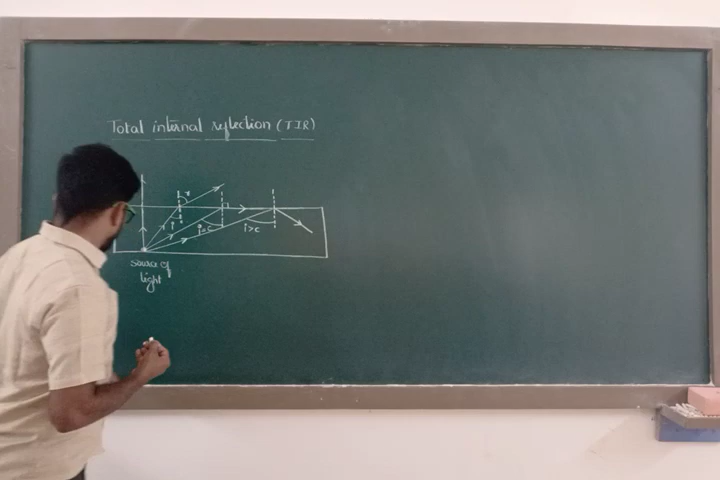 Total internal reflection (TIR)
r
i
i=c
i>c
source of
light